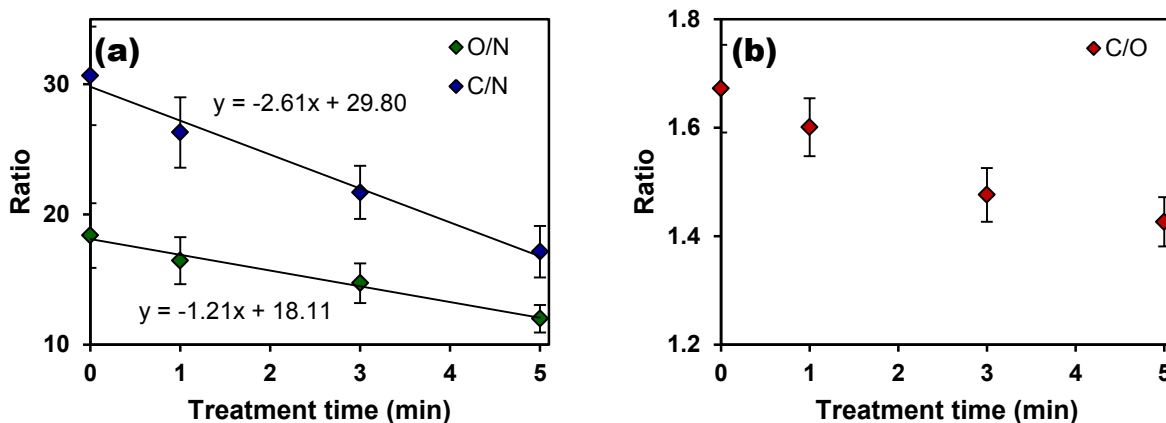 (a)
O/N
C/N
y = -2.61x + 29.80
y = -1.21x + 18.11
30
20
10
Ratio
0 1 2 3 4 5
Treatment time (min)
(b)
C/O
1.8
1.6
1.4
1.2
Ratio
0 1 2 3 4 5
Treatment time (min)